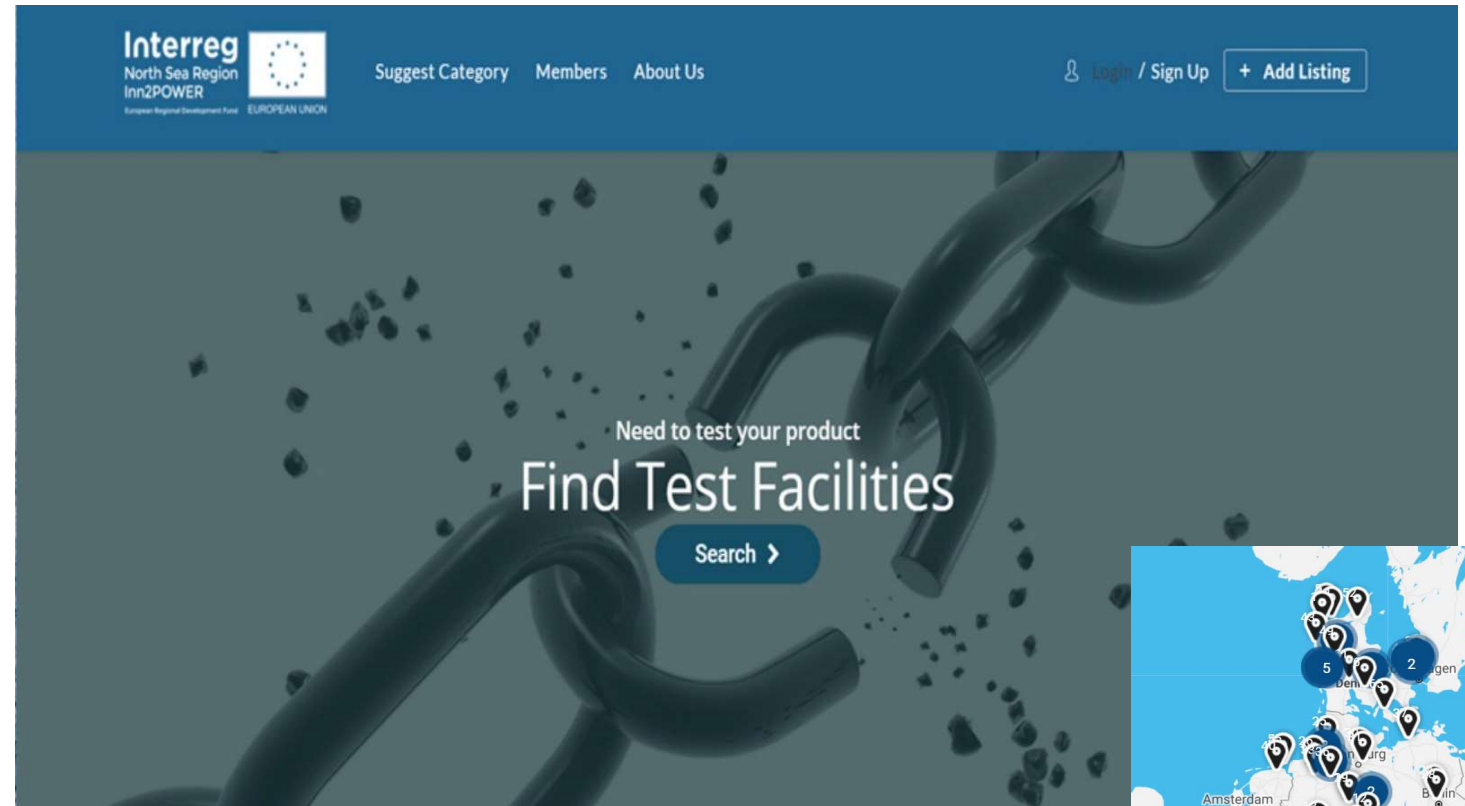 Interreg
North Sea Region
Inn2POWER
European Regional Development Fund EUROPEAN UNION
Suggest Category Members About Us
Login / Sign Up + Add Listing
Need to test your product
Find Test Facilities
Search
5
2
Amsterdam